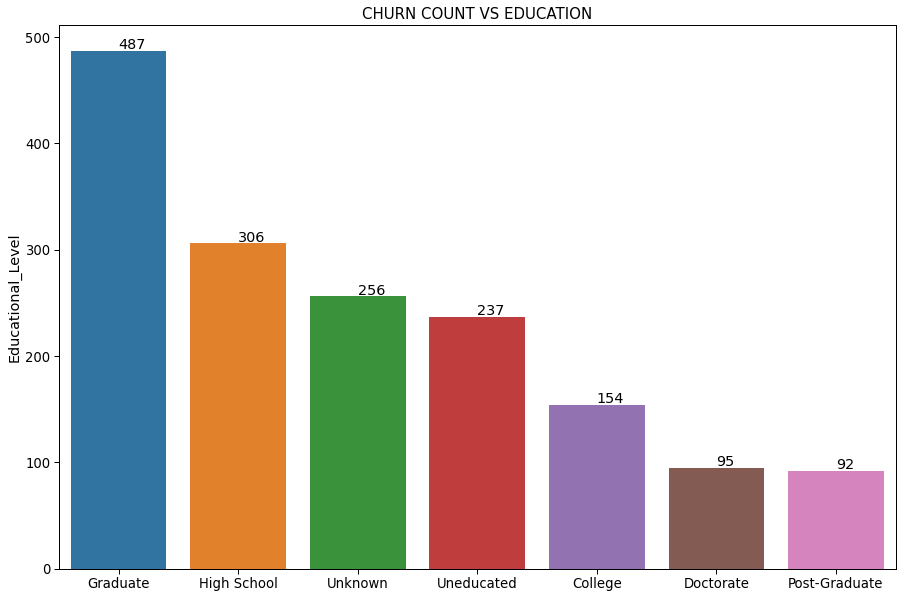 CHURN COUNT VS EDUCATION
Educational_Level
500
400
300
200
100
0
487
306
256
237
154
95
92
Graduate
High School
Unknown
Uneducated
College
Doctorate
Post-Graduate